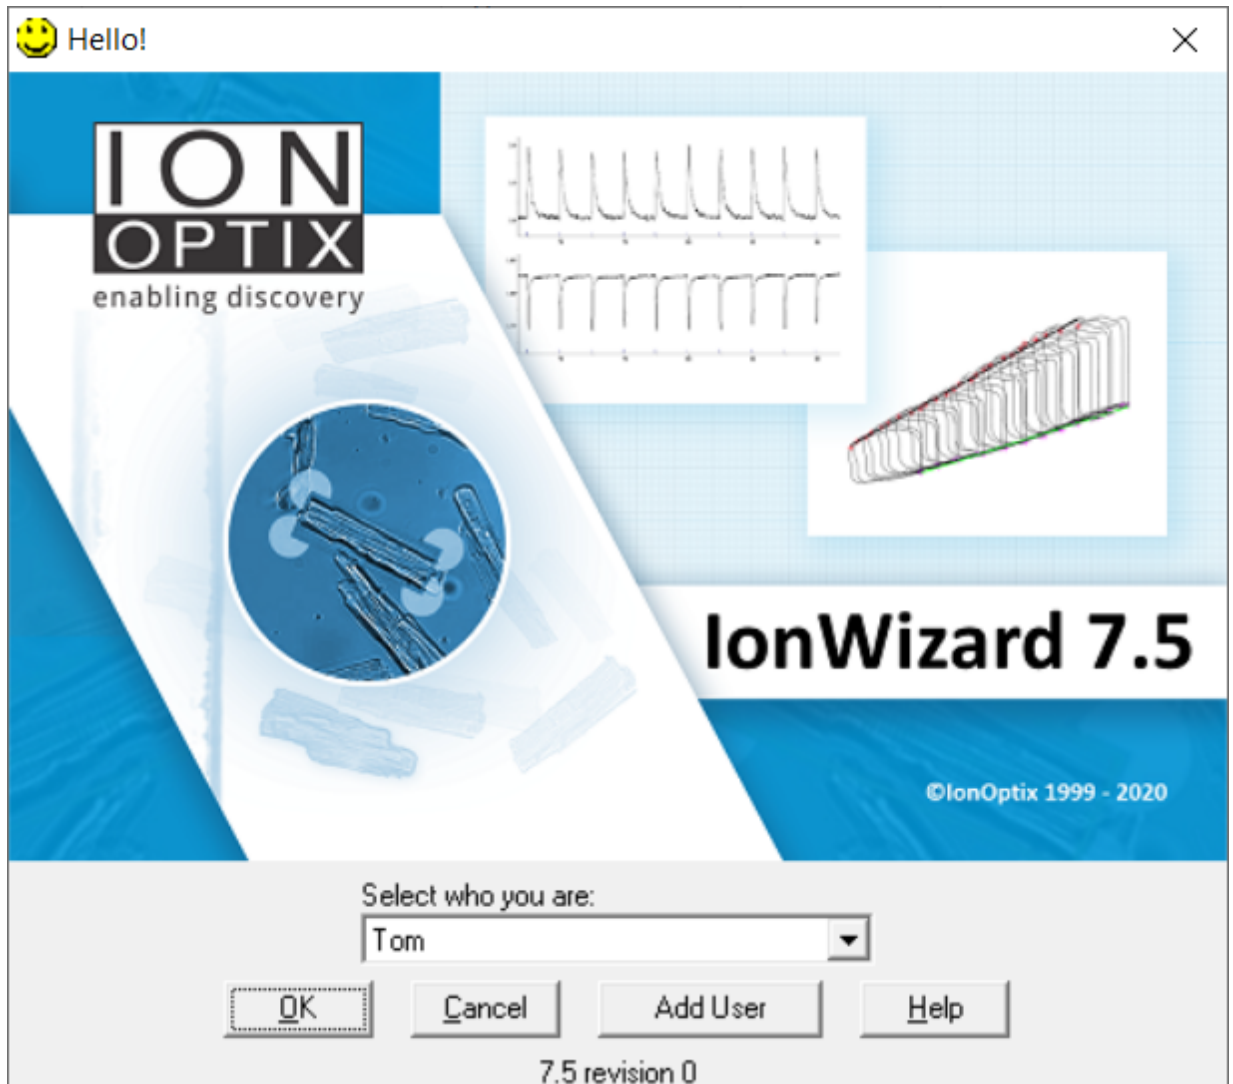 Hello!
ION
OPTIX
enabling discovery
IonWizard 7.5
©IonOptix 1999 - 2020
Select who you are:
Tom
OK
Cancel
Add User
Help
7.5 revision 0